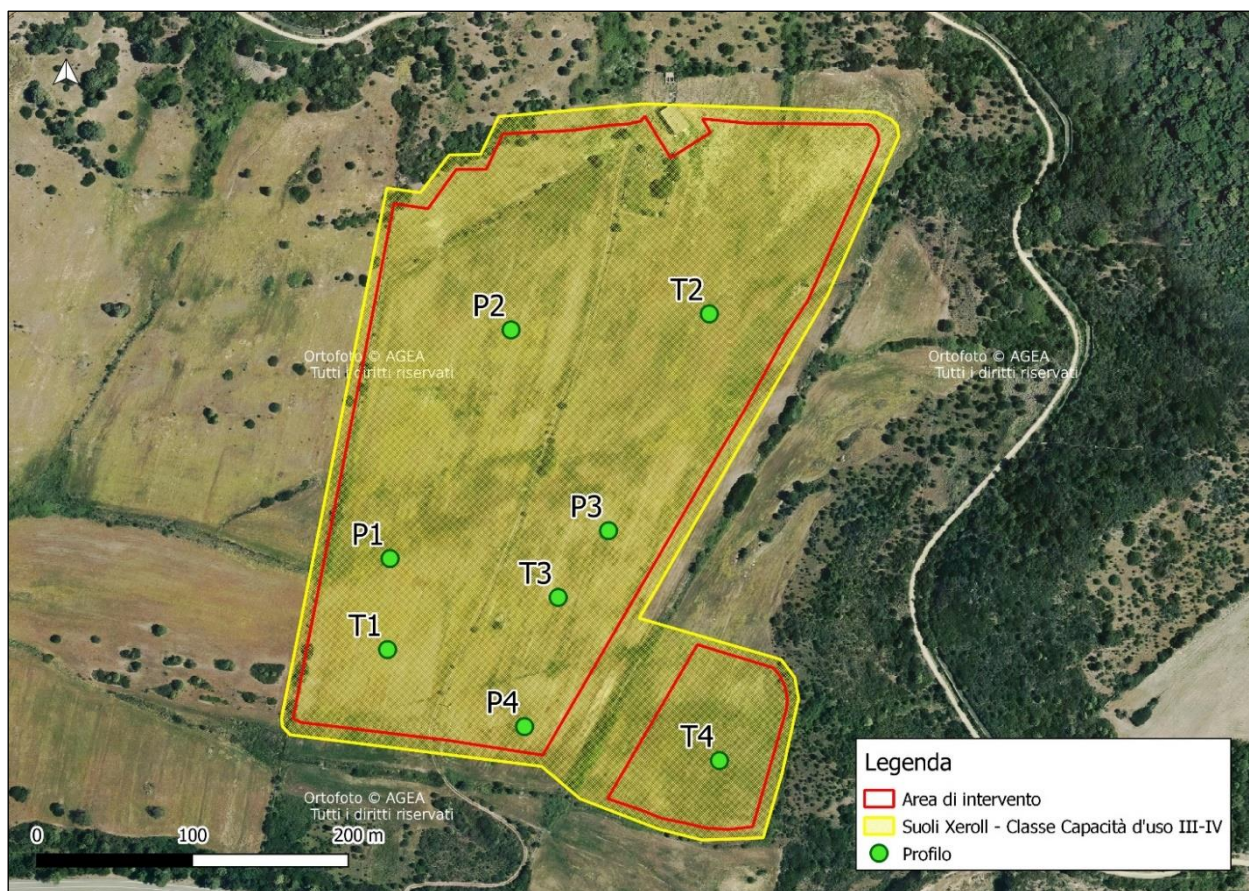 P2
T2
Ortofoto © AGEA
Tutti i diritti riservati
Ortofoto © AGEA
Tutti i diritti riservati
P3
P1
T3
T1
P4
T4
Ortofoto © AGEA
Tutti i diritti riservati
0 100 200 m
Legenda
Area di intervento
Suoli Xeroll - Classe Capacità d'uso III-IV
Profilo